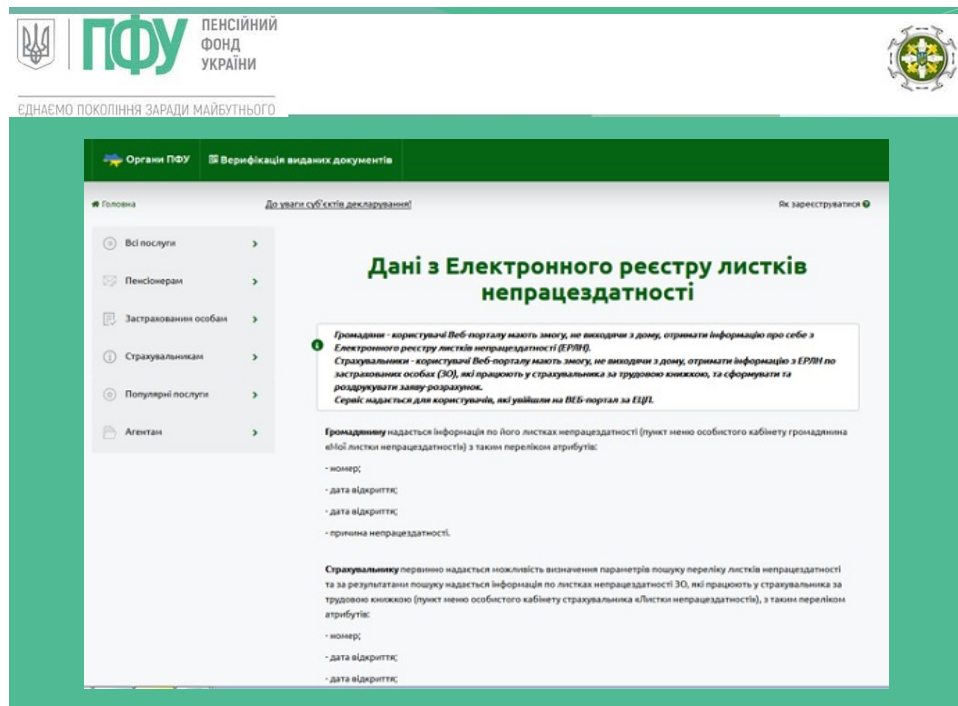 ПФУ
ПЕНСІЙНИЙ
ФОНД
УКРАЇНИ
ЄДНАЄМО ПОКОЛІННЯ ЗАРАДИ МАЙБУТНЬОГО
Органи ПФУ
Верифікація виданих документів
Головна
До уваги суб'єктів декларування!
Як зареєструватися
Всі послуги
Пенсіонерам
Застрахованим особам
Страхувальникам
Популярні послуги
Агентам
Дані з Електронного реєстру листків
непрацездатності
Громадяни - користувачі Веб-порталу мають змогу, не виходячи з дому, отримати інформацію про себе з
Електронного реєстру листків непрацездатності (ЕРЛН).
Страхувальники - користувачі Веб-порталу мають змогу, не виходячи з дому, отримати інформацію з ЕРЛН по
застрахованих особах (ЗО), які працюють у страхувальника за трудовою книжкою, та сформувати та
роздрукувати заяву-розрахунок.
Сервіс надається для користувачів, які увійшли на ВЕБ-портал за ЕЦП.
Громадянину надається інформація по його листках непрацездатності (пункт меню особистого кабінету громадянина
«Мої листки непрацездатності») з таким переліком атрибутів:
- номер;
- дата відкриття;
- дата відкриття;
- причина непрацездатності.
Страхувальнику первинно надається можливість визначення параметрів пошуку переліку листків непрацездатності
та за результатами пошуку надається інформація по листках непрацездатності ЗО, які працюють у страхувальника за
трудовою книжкою (пункт меню особистого кабінету страхувальника «Листки непрацездатності»), з таким переліком
атрибутів:
- номер;
- дата відкриття;
- дата відкриття;